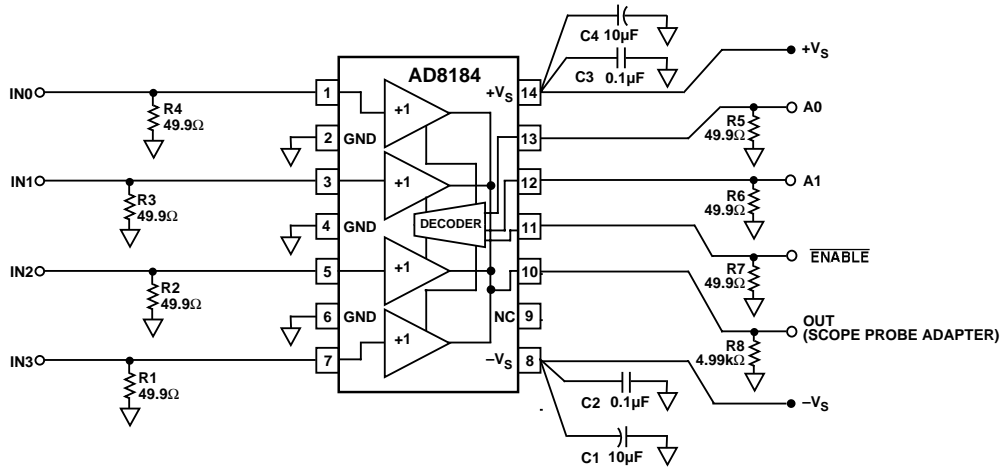 C4 10µF
C3 0.1µF
+VS
AD8184
IN0
1
+1
+VS
14
R4
49.9Ω
2
GND
13
R5
49.9Ω
A0
IN1
3
+1
12
A1
R3
49.9Ω
DECODER
R6
49.9Ω
4
GND
11
ENABLE
IN2
5
+1
10
R7
49.9Ω
R2
49.9Ω
6
GND
NC
9
OUT
(SCOPE PROBE ADAPTER)
+1
R8
4.99kΩ
IN3
7
–VS
8
R1
49.9Ω
C2 0.1µF
–VS
C1 10µF